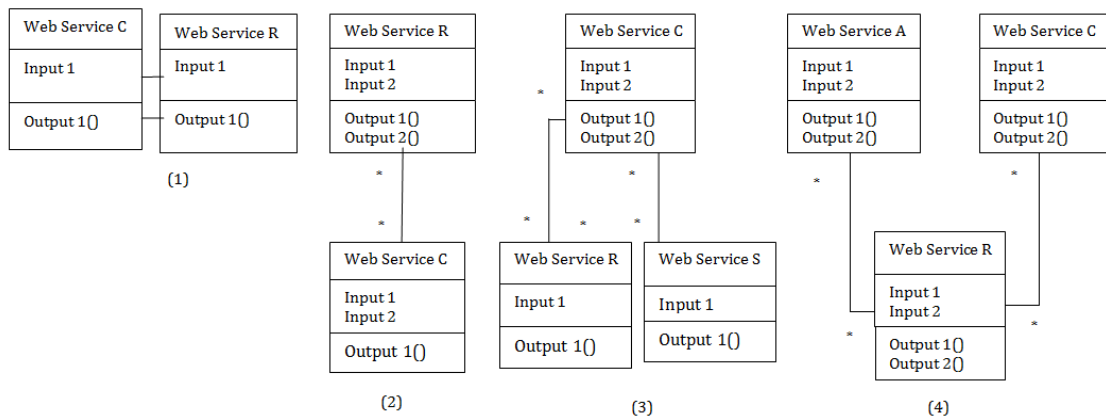 Web Service C
Input 1
Output 1()
Web Service R
Input 1
Output 1()
(1)
Web Service R
Input 1
Input 2
Output 1()
Output 2()
*
*
Web Service C
Input 1
Input 2
Output 1()
(2)
Web Service C
Input 1
Input 2
Output 1()
Output 2()
*
*
*
*
*
Web Service R
Input 1
Output 1()
Web Service S
Input 1
Output 1()
(3)
Web Service A
Input 1
Input 2
Output 1()
Output 2()
Web Service C
Input 1
Input 2
Output 1()
Output 2()
*
*
Web Service R
Input 1
Input 2
Output 1()
Output 2()
*
*
(4)